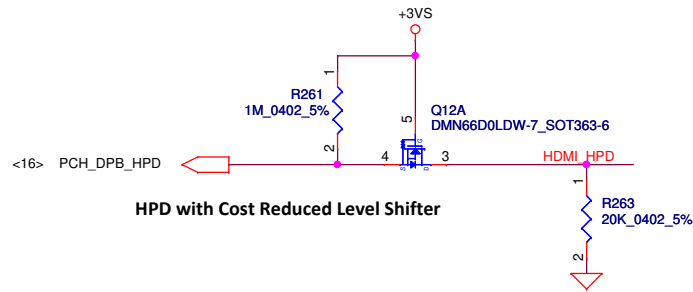 +3VS
1
R261
1M_0402_5%
2
5
Q12A
DMN66D0LDW-7_SOT363-6
G
S
D
<16> PCH_DPB_HPD
4
3
HDMI_HPD
HPD with Cost Reduced Level Shifter
1
R263
20K_0402_5%
2